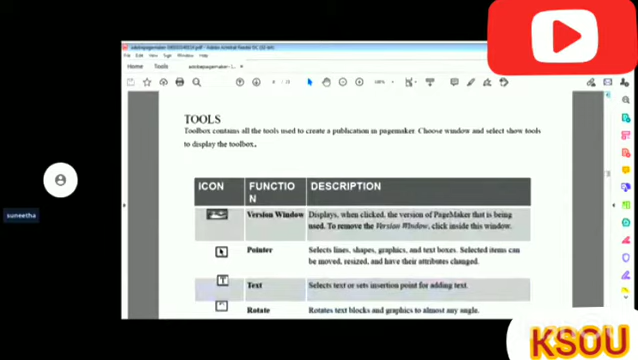 Home Tools
TOOLS
Toolbox contains all the tools used to create a publication in pagemaker. Choose window and select show tools
to display the toolbox.
ICON FUNCTIO
N DESCRIPTION
Version Window Displays, when clicked, the version of PageMaker that is being
used. To remove the Version Window, click inside this window.
Pointer Selects lines, shapes, graphics, and text boxes. Selected items can
be moved, resized, and have their attributes changed.
Text Selects text or sets insertion point for adding text.
Rotate Rotates text blocks and graphics to almost any angle.
suneetha
KSOU